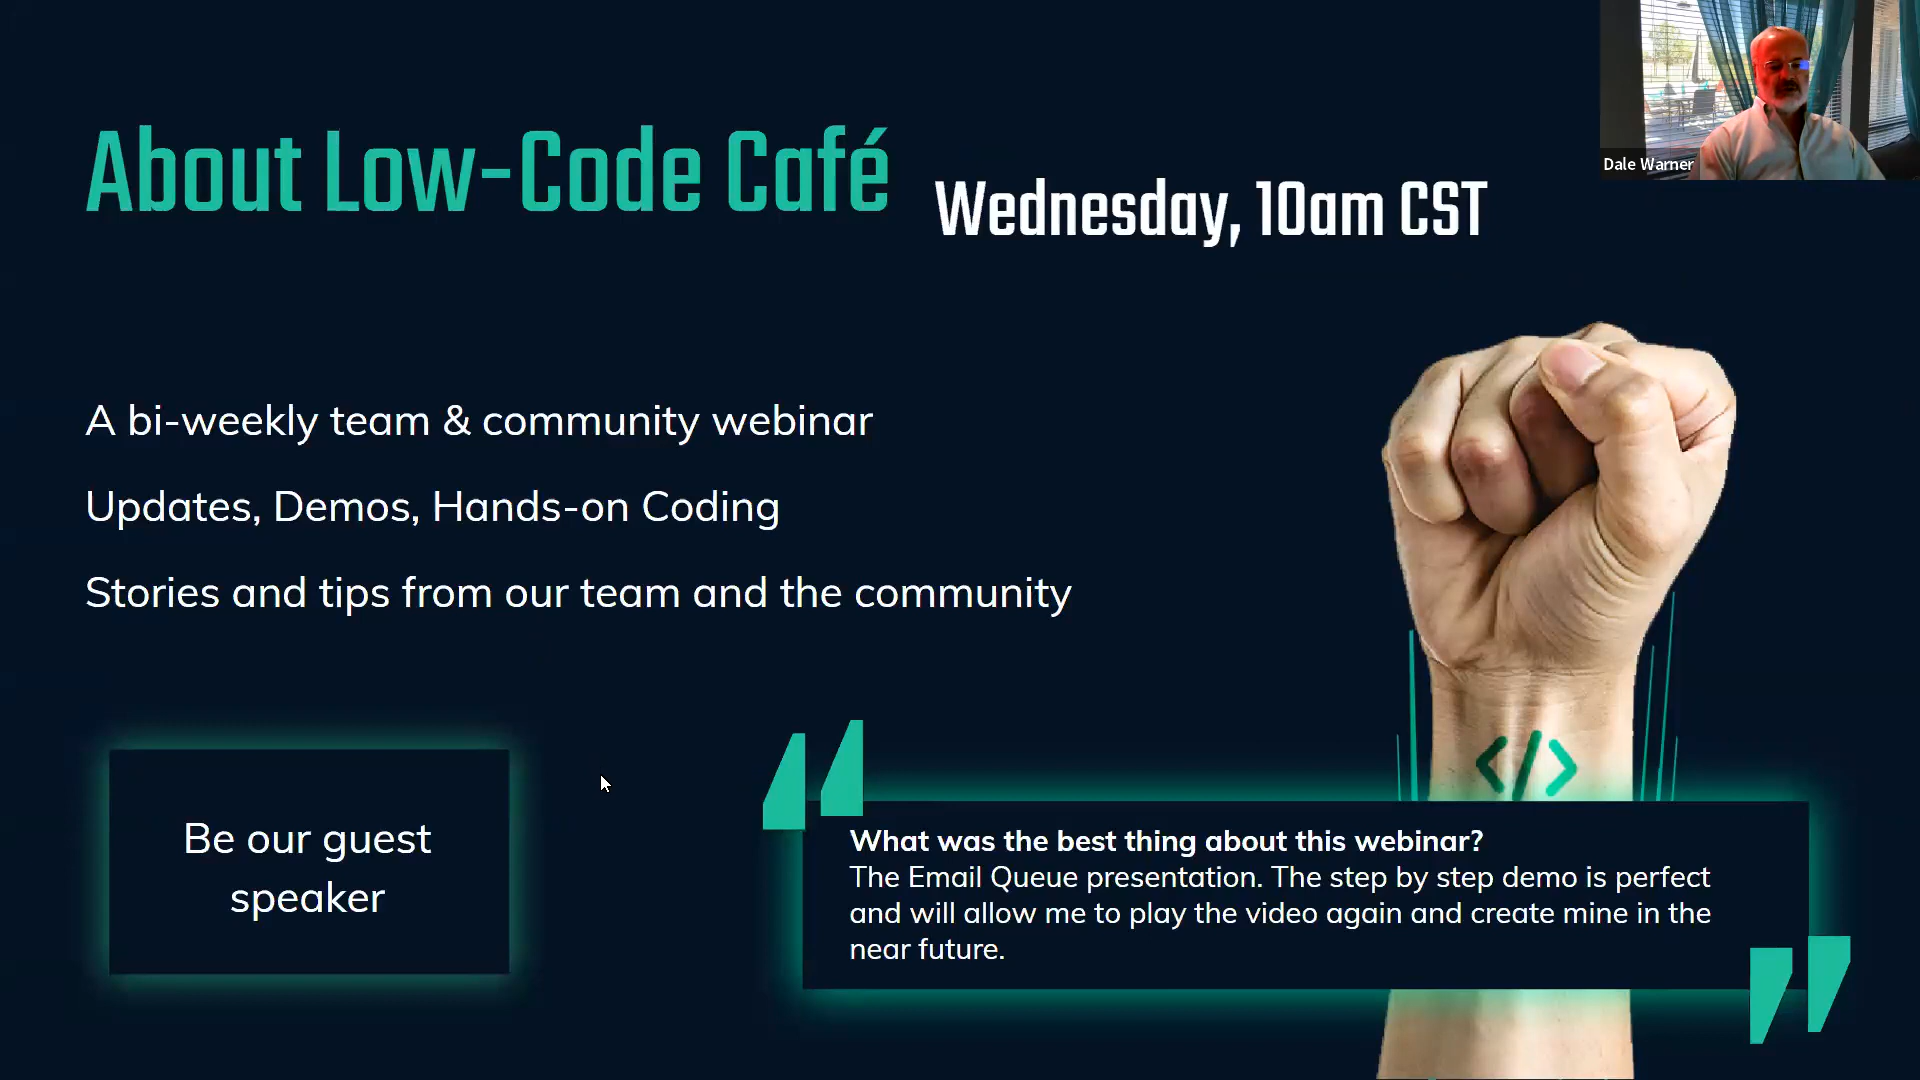 About Low-Code Café
Wednesday, 10am CST
Dale Warner
A bi-weekly team & community webinar
Updates, Demos, Hands-on Coding
Stories and tips from our team and the community
</>
Be our guest
speaker
What was the best thing about this webinar?
The Email Queue presentation. The step by step demo is perfect
and will allow me to play the video again and create mine in the
near future.